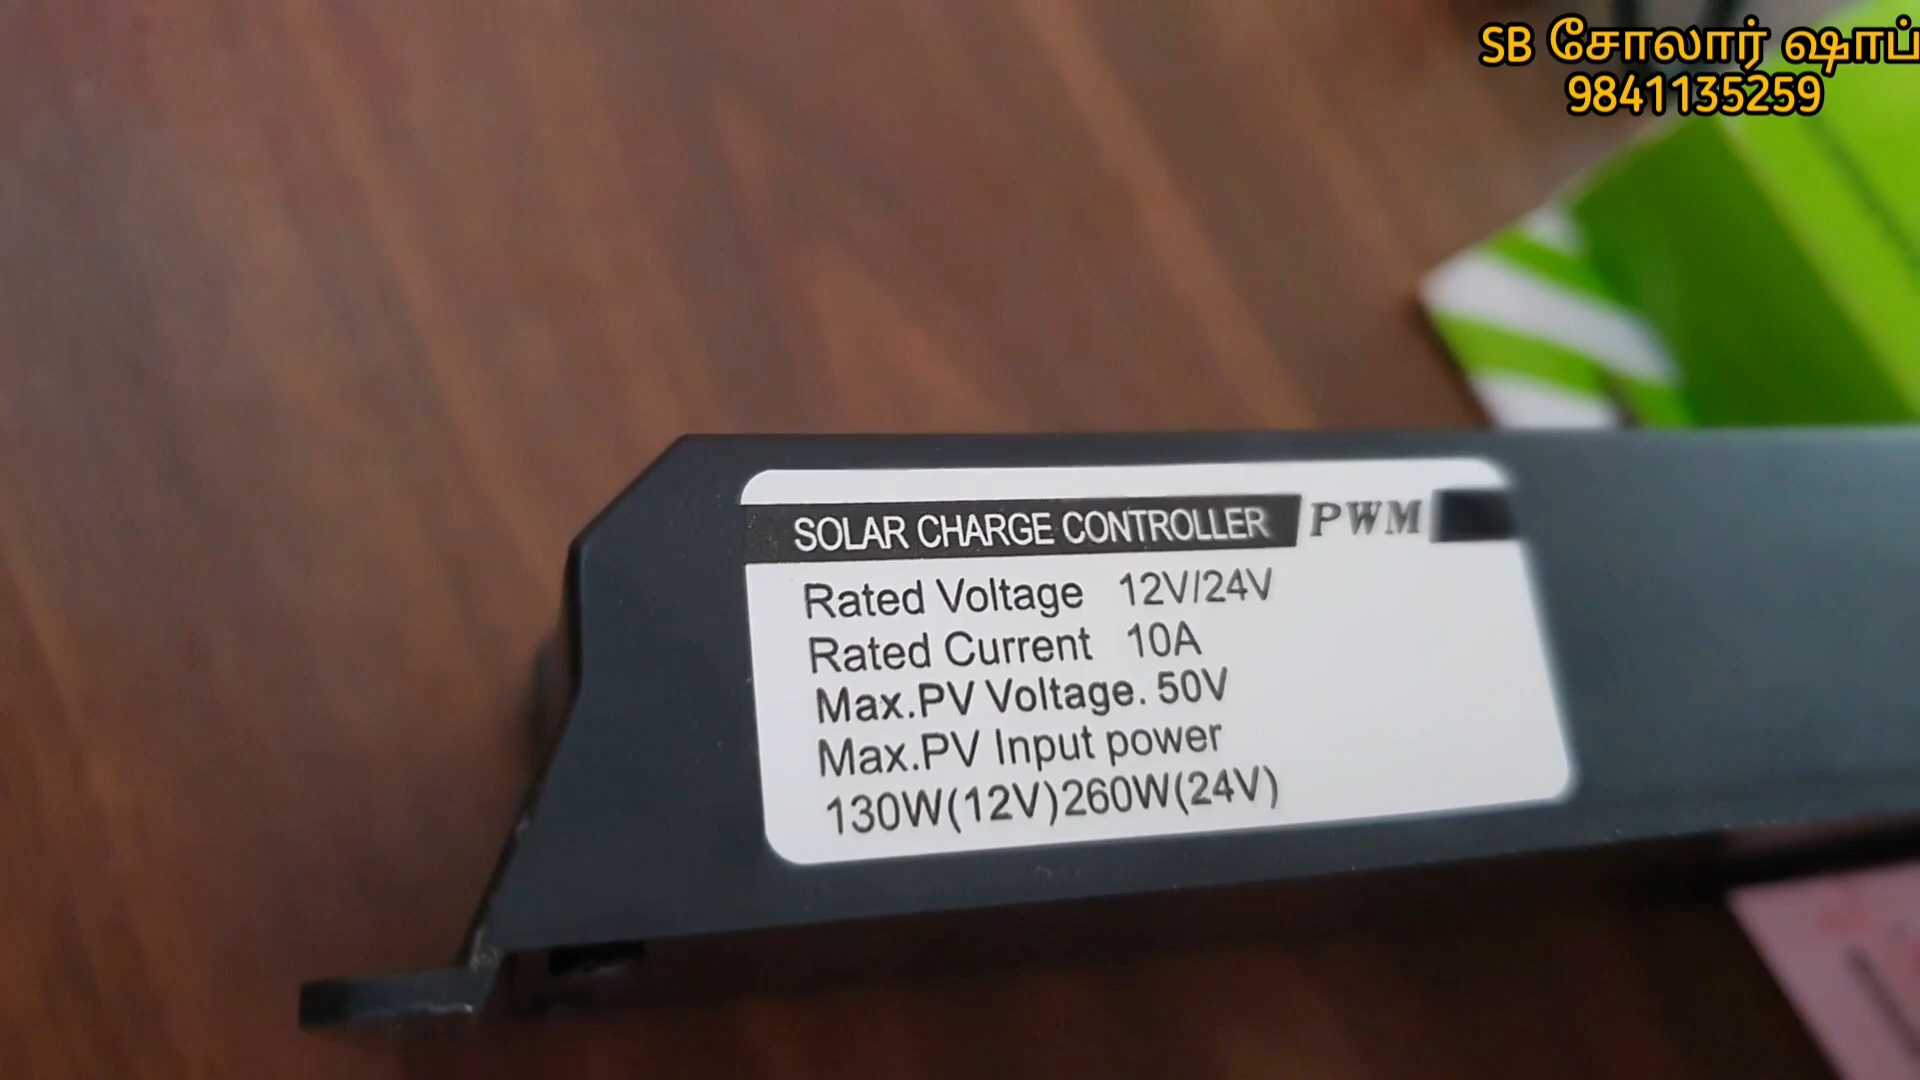 SB சோலார் ஷாப்
9841135259
SOLAR CHARGE CONTROLLER PWM
Rated Voltage 12V/24V
Rated Current 10A
Max.PV Voltage. 50V
Max.PV Input power
130W(12V)260W(24V)